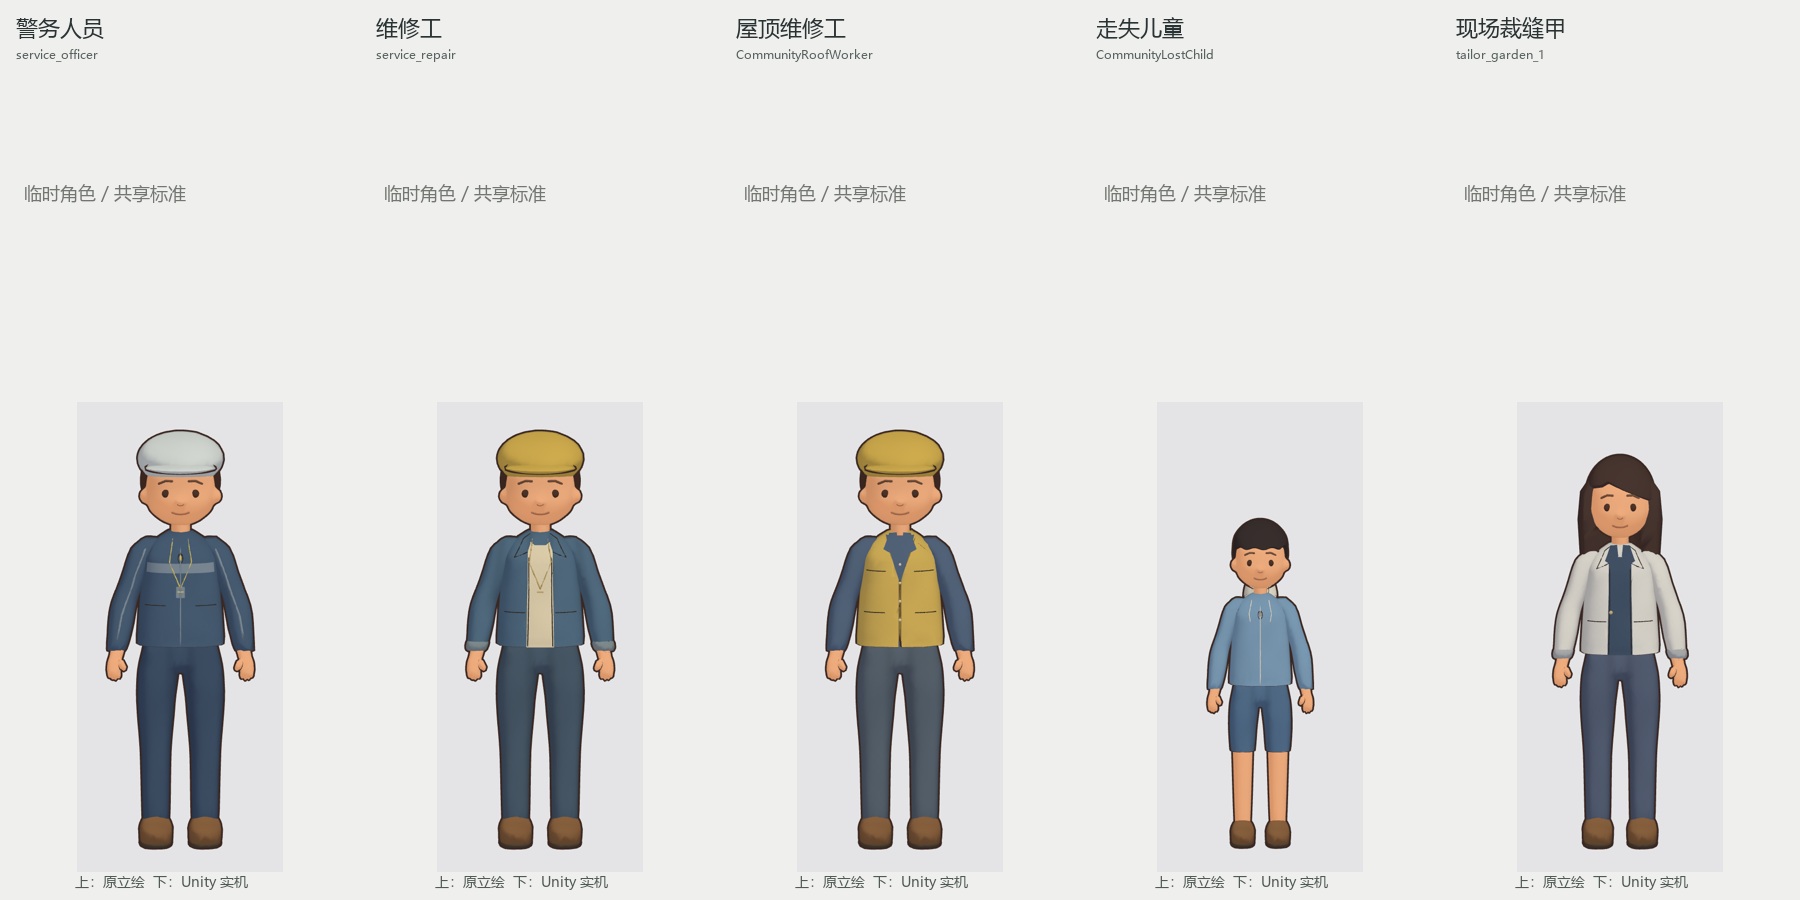 警务人员
service_officer
临时角色 / 共享标准
上：原立绘 下：Unity 实机
维修工
service_repair
临时角色 / 共享标准
上：原立绘 下：Unity 实机
屋顶维修工
CommunityRoofWorker
临时角色 / 共享标准
上：原立绘 下：Unity 实机
走失儿童
CommunityLostChild
临时角色 / 共享标准
上：原立绘 下：Unity 实机
现场裁缝甲
tailor_garden_1
临时角色 / 共享标准
上：原立绘 下：Unity 实机